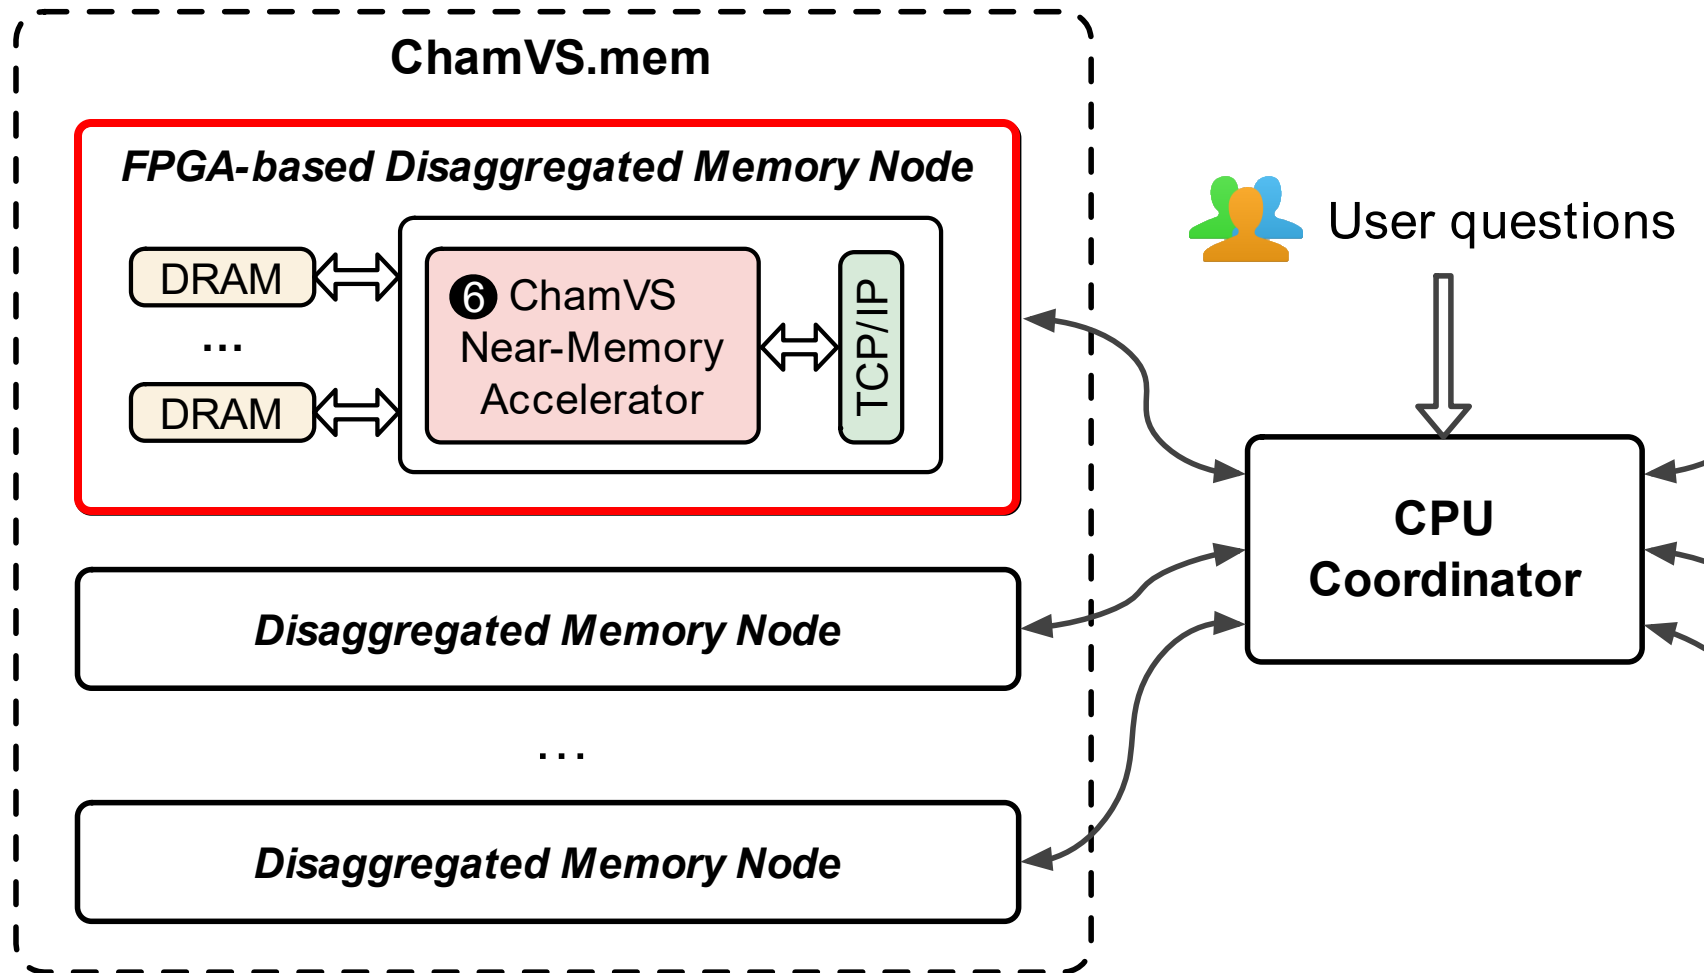 ChamVS.mem
FPGA-based Disaggregated Memory Node
DRAM
...
DRAM
6 ChamVS
Near-Memory
Accelerator
TCP/IP
User questions
CPU
Coordinator
Disaggregated Memory Node
...
Disaggregated Memory Node